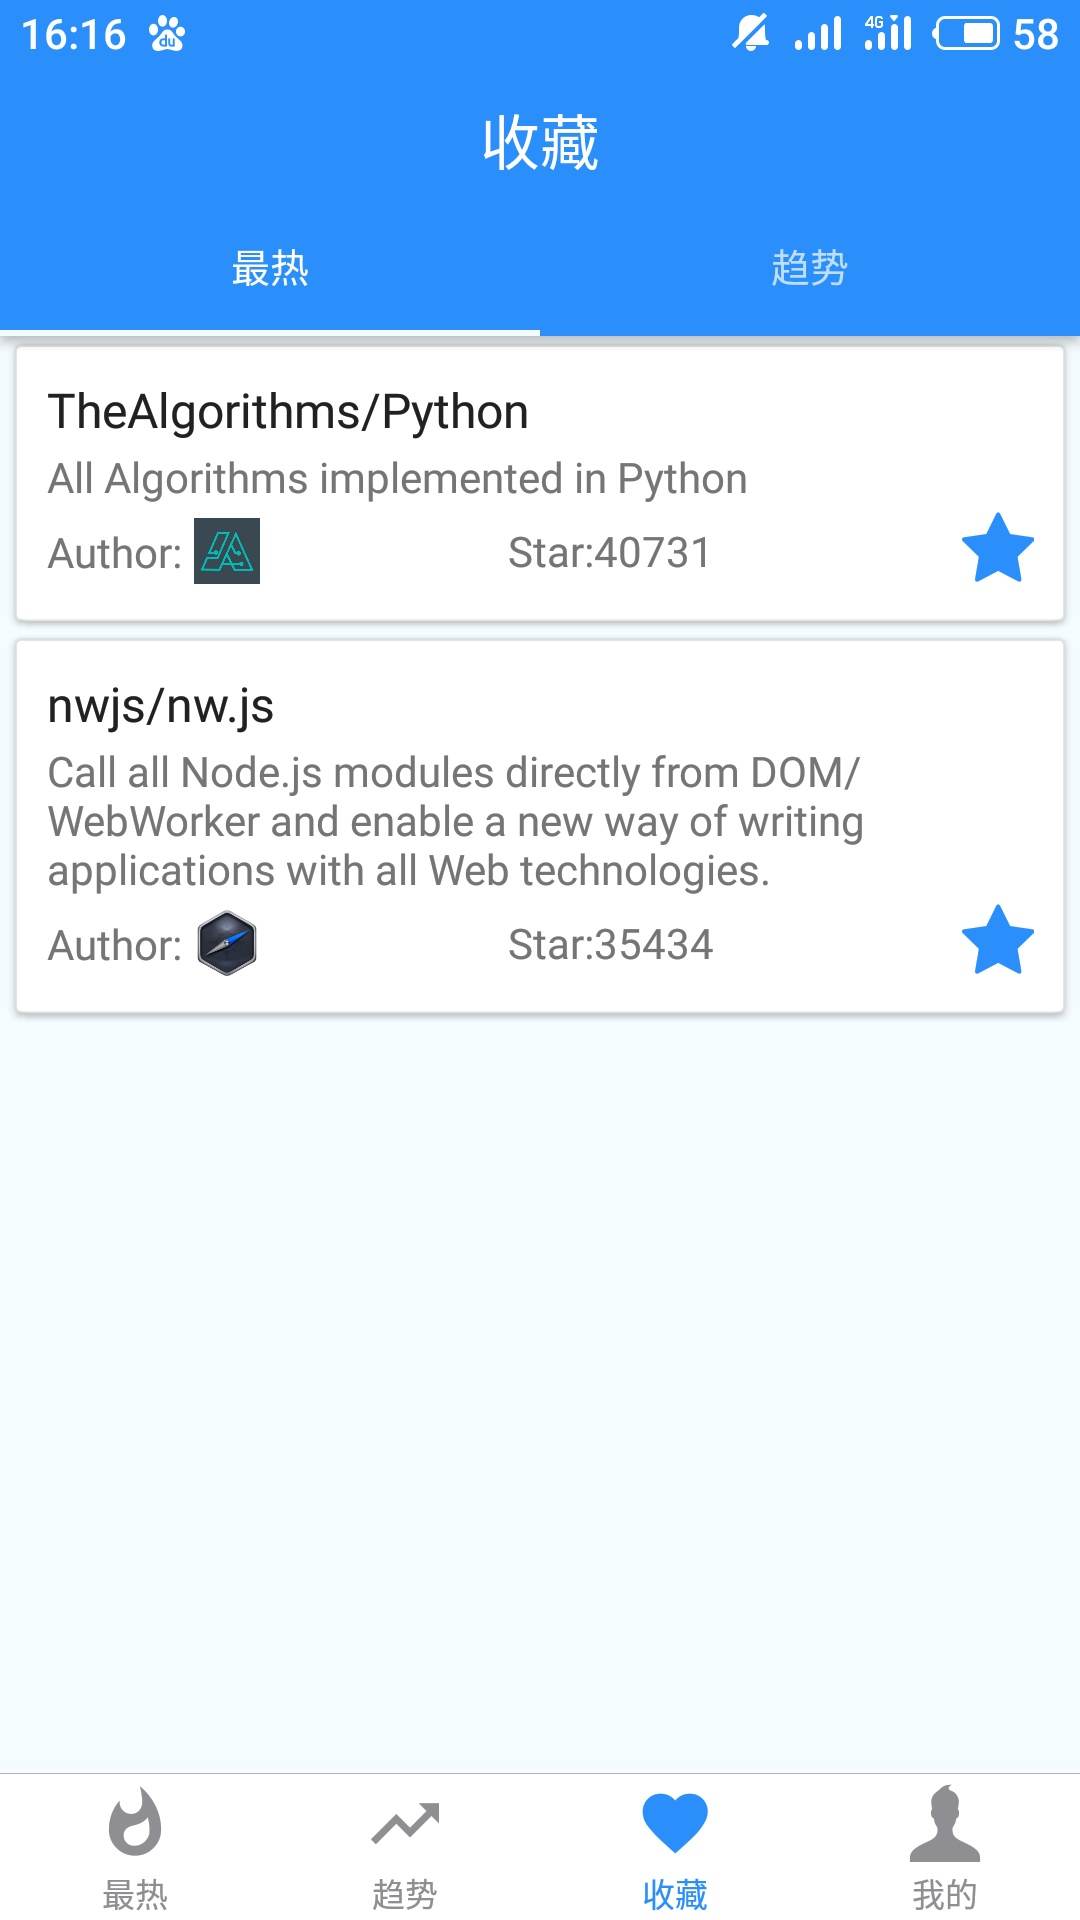 16:16
du
4G
58
收藏
最热
趋势
TheAlgorithms/Python
All Algorithms implemented in Python
Author:
Star:40731
nwjs/nw.js
Call all Node.js modules directly from DOM/
WebWorker and enable a new way of writing
applications with all Web technologies.
Author:
Star:35434
最热
趋势
收藏
我的